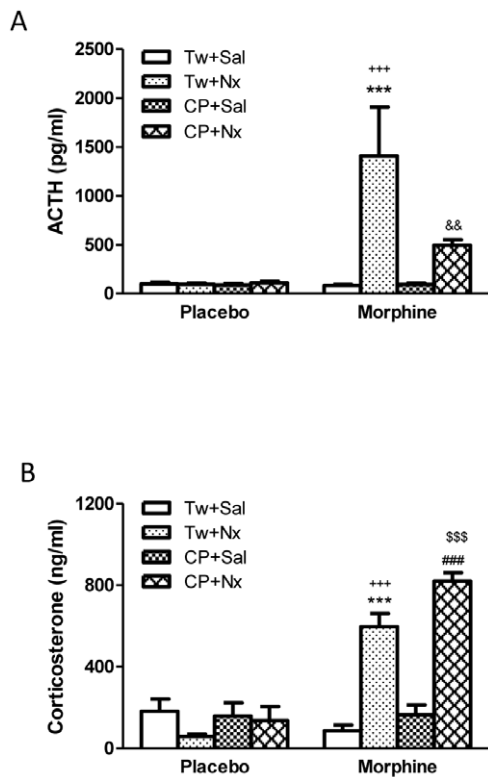 A
Tw+Sal
Tw+Nx
CP+Sal
CP+Nx
ACTH (pg/ml)
2500
2000
1500
1000
500
0
+++
***
&&
Placebo
Morphine
B
Tw+Sal
Tw+Nx
CP+Sal
CP+Nx
Corticosterone (ng/ml)
1200
800
400
0
+++
***
$$$
###
Placebo
Morphine